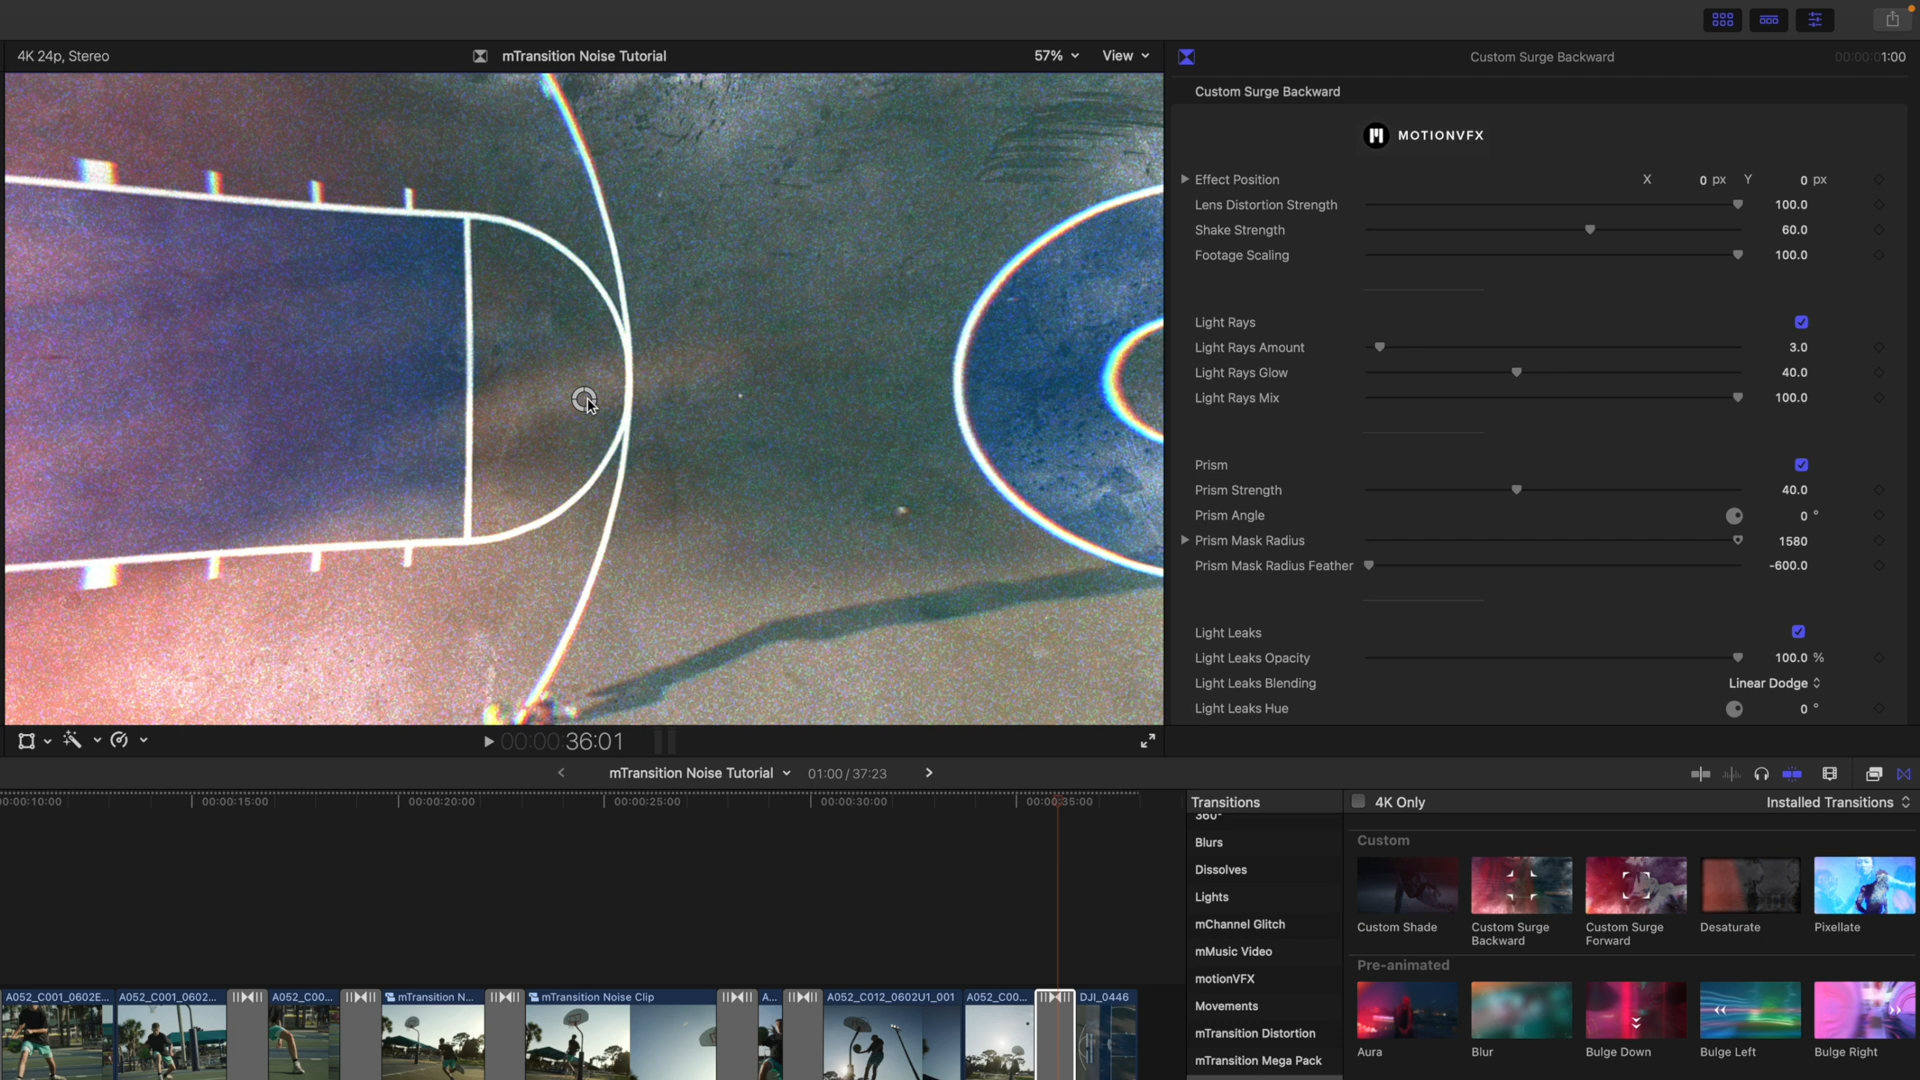 4K 24p, Stereo
mTransition Noise Tutorial
57%
View
Custom Surge Backward
00:00:01:00
Custom Surge Backward
MOTIONVFX
Effect Position X 0 px Y 0 px
Lens Distortion Strength 100.0
Shake Strength 60.0
Footage Scaling 100.0
Light Rays
Light Rays Amount 3.0
Light Rays Glow 40.0
Light Rays Mix 100.0
Prism
Prism Strength 40.0
Prism Angle 0 °
Prism Mask Radius 1580
Prism Mask Radius Feather -600.0
Light Leaks
Light Leaks Opacity 100.0 %
Light Leaks Blending Linear Dodge
Light Leaks Hue 0 °
00:00:36:01
mTransition Noise Tutorial 01:00 / 37:23
00:00:10:00 00:00:15:00 00:00:20:00 00:00:25:00 00:00:30:00 00:00:35:00
Transitions
4K Only
Installed Transitions
360°
Blurs
Dissolves
Lights
mChannel Glitch
mMusic Video
motionVFX
Movements
mTransition Distortion
mTransition Mega Pack
Custom
Custom Shade
Custom Surge
Backward
Custom Surge
Forward
Desaturate
Pixellate
Pre-animated
Aura
Blur
Bulge Down
Bulge Left
Bulge Right
A052_C001_0602E...
A052_C001_0602...
A052_C00...
mTransition N...
mTransition Noise Clip
A...
A052_C012_0602U1_001
A052_C00...
DJI_0446